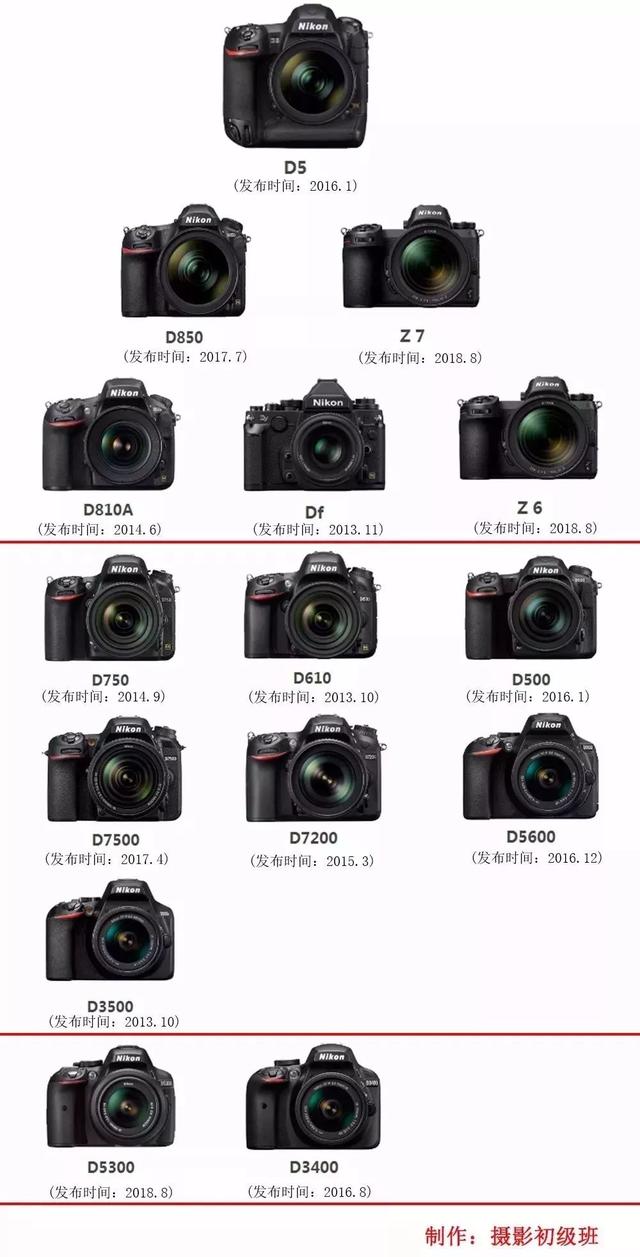 Nikon
D5
(发布时间: 2016.1)
Nikon
Nikon
D850
Z 7
(发布时间: 2017.7)
(发布时间: 2018.8)
Nikon
Nikon
Nikon
D810A
Df
Z 6
(发布时间: 2014.6)
(发布时间: 2013.11)
(发布时间: 2018.8)
Nikon
Nikon
Nikon
D750
D610
D500
(发布时间: 2014.9)
(发布时间: 2013.10)
(发布时间: 2016.1)
Nikon
Nikon
Nikon
D7500
D7200
D5600
(发布时间: 2017.4)
(发布时间: 2015.3)
(发布时间: 2016.12)
Nikon
D3500
(发布时间: 2013.10)
Nikon
Nikon
D5300
D3400
(发布时间: 2018.8)
(发布时间: 2016.8)
制作: 摄影初级班